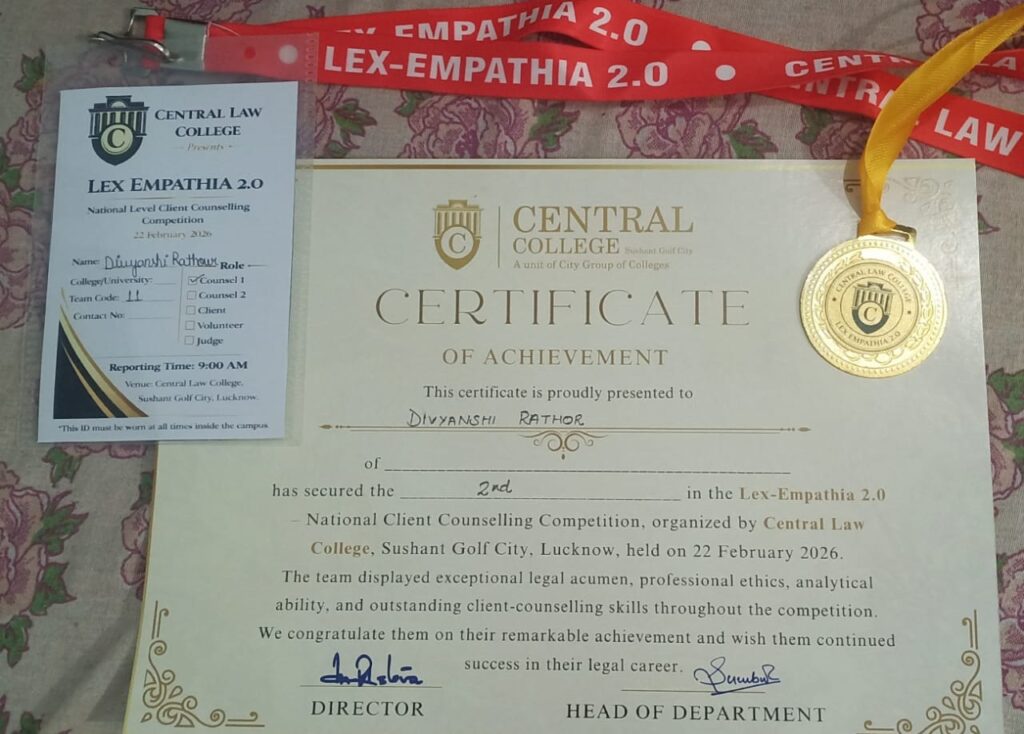 EX EMPATHIA 2.0
LEX-EMPATHIA 2.0
CENTRAL LA
CENTRA
LAW
CENTRAL LAW
COLLEGE
Presents
LEX EMPATHIA 2.0
National Level Client Counselling
Competition
22 February 2026
Name: Divyanshi Rathour
Role
College/University:
Counsel 1
Team Code: 11
Counsel 2
Contact No:
Client
Volunteer
Judge
Reporting Time: 9:00 AM
Venue: Central Law College,
Sushant Golf City, Lucknow.
*This ID must be worn at all times inside the campus
C
CENTRAL
COLLEGE Sushant Golf City
A unit of City Group of Colleges
C
CERTIFICATE
OF ACHIEVEMENT
This certificate is proudly presented to
DIVYANSHI RATHOR
of
has secured the 2nd in the Lex-Empathia 2.0
– National Client Counselling Competition, organized by Central Law
College, Sushant Golf City, Lucknow, held on 22 February 2026.
The team displayed exceptional legal acumen, professional ethics, analytical
ability, and outstanding client-counselling skills throughout the competition.
We congratulate them on their remarkable achievement and wish them continued
success in their legal career.
DIRECTOR
HEAD OF DEPARTMENT
CENTRAL LAW COLLEGE
C
LEX EMPATHIA 2.0